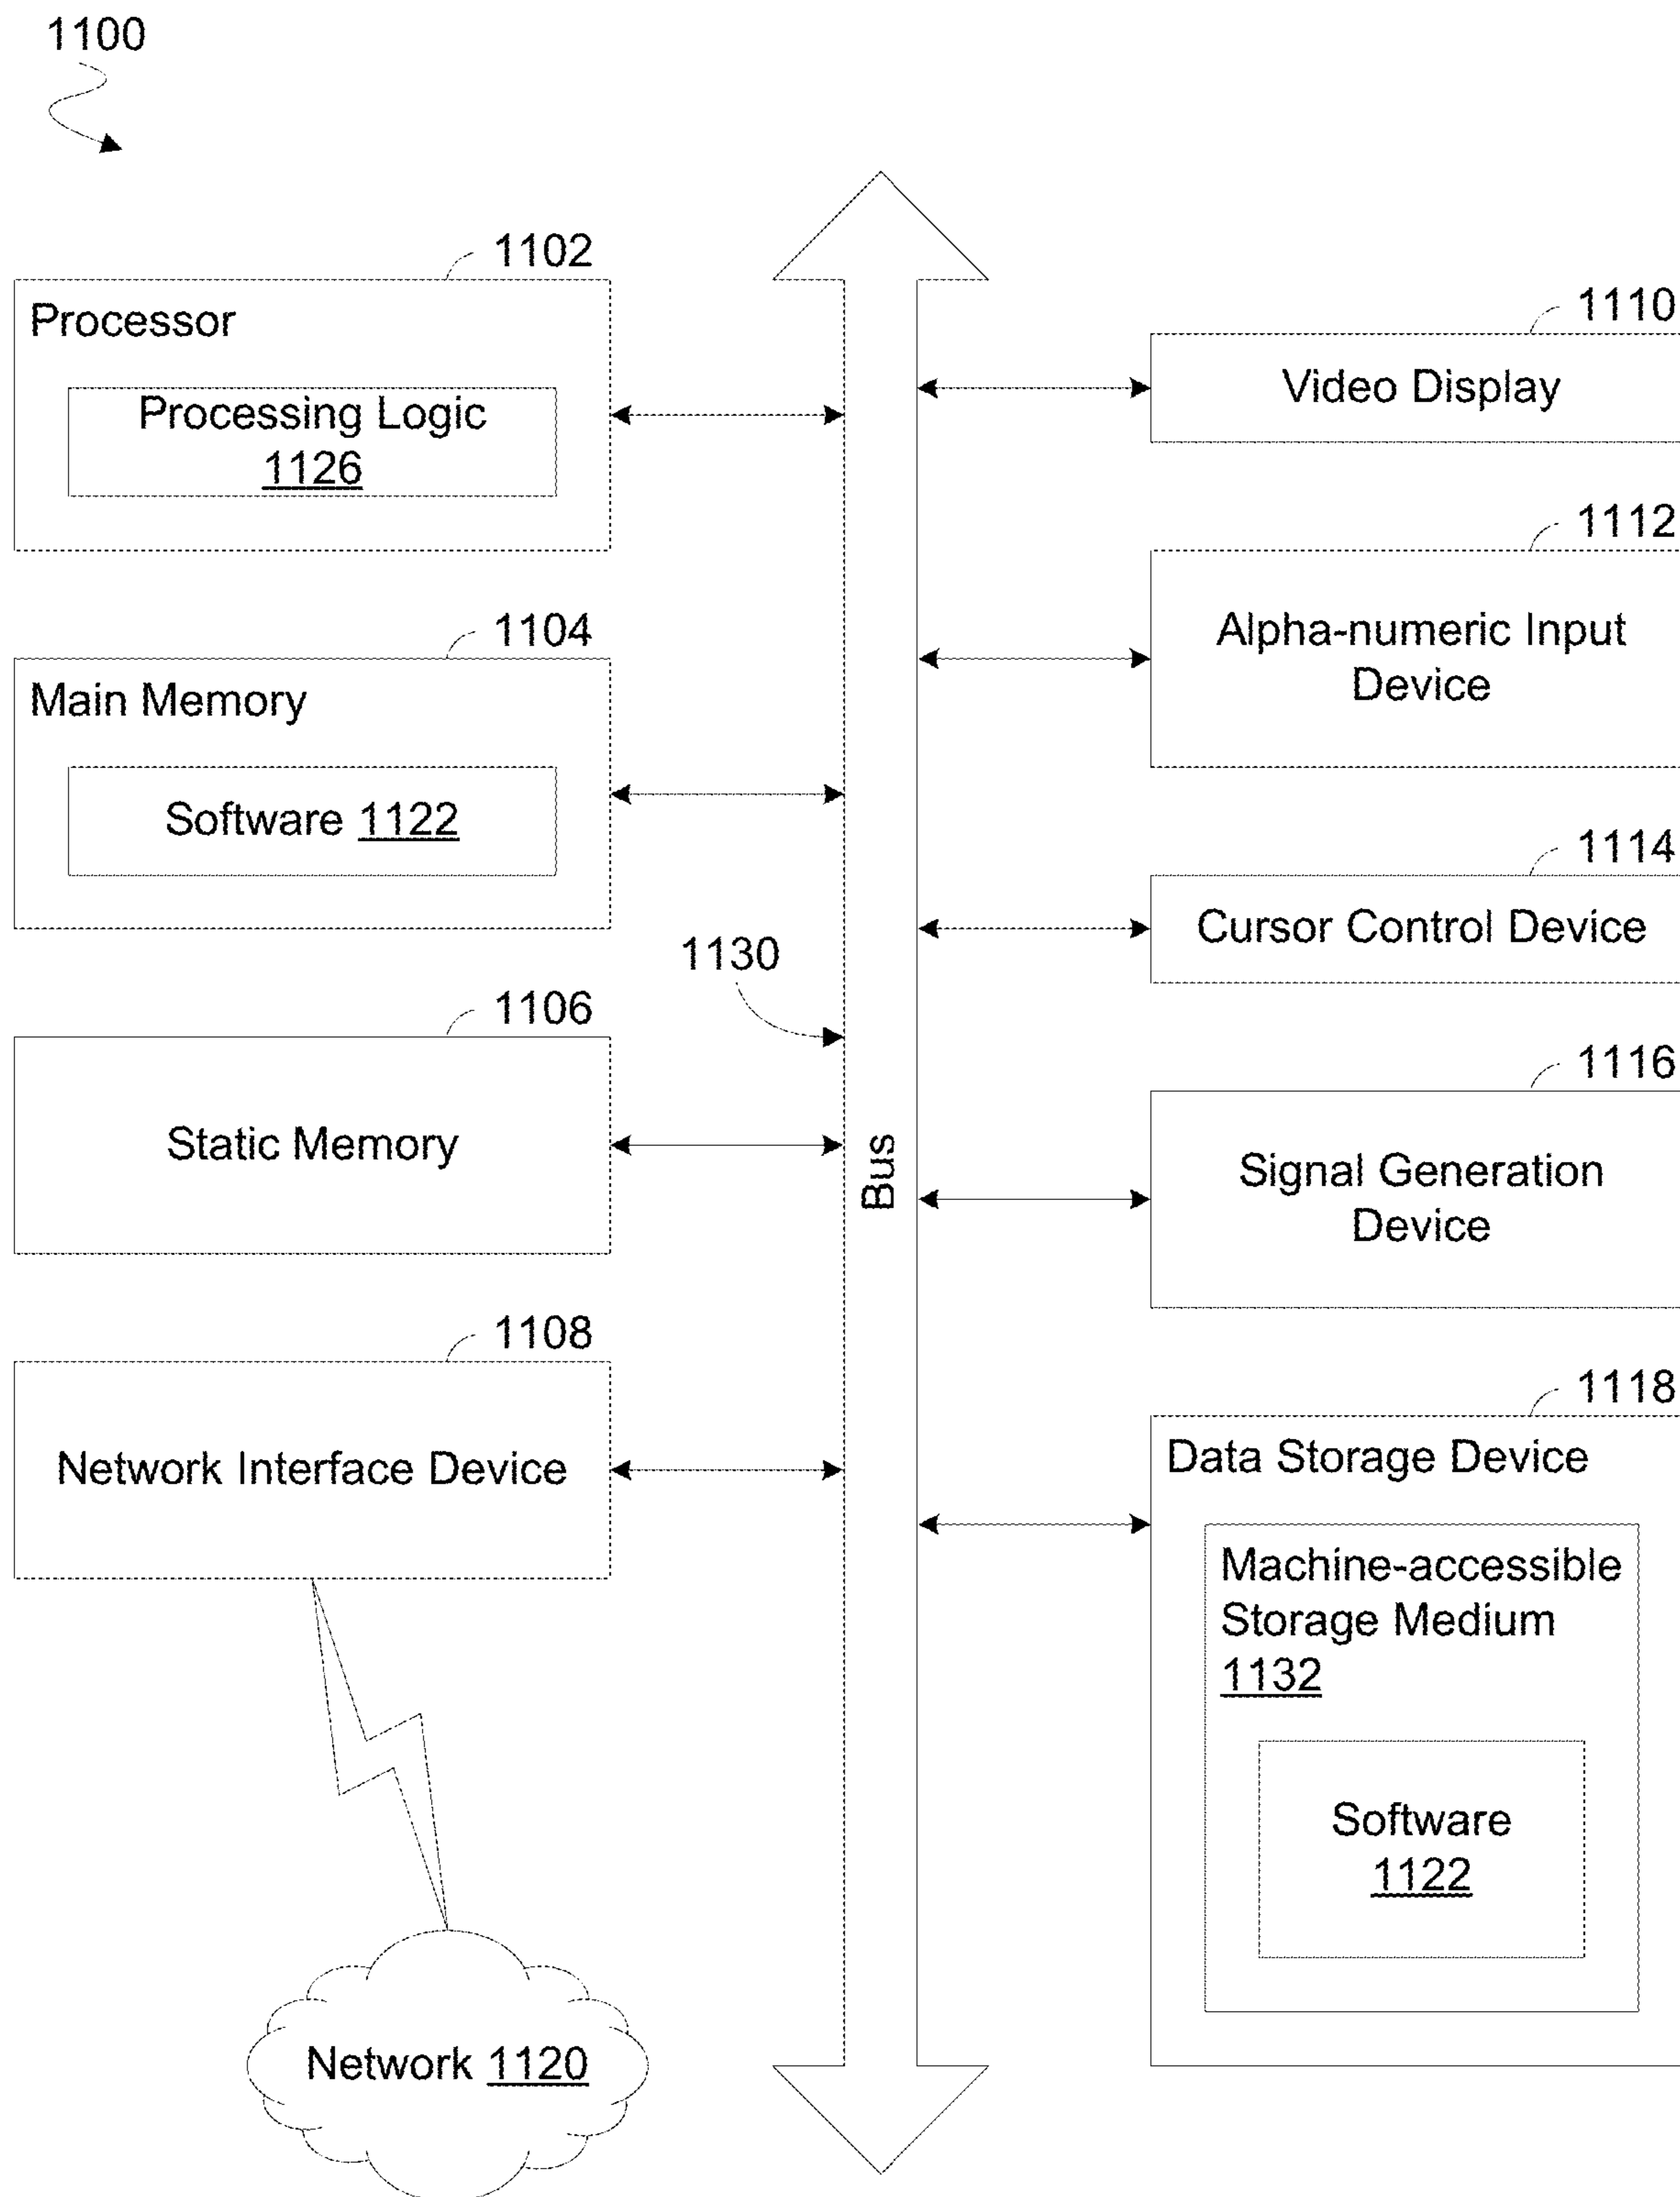 1100
1102
Processor
Processing Logic
1126
1104
Main Memory
Software 1122
1130
1106
Static Memory
1108
Network Interface Device
Network 1120
Bus
1110
Video Display
1112
Alpha-numeric Input
Device
1114
Cursor Control Device
1116
Signal Generation
Device
1118
Data Storage Device
Machine-accessible
Storage Medium
1132
Software
1122